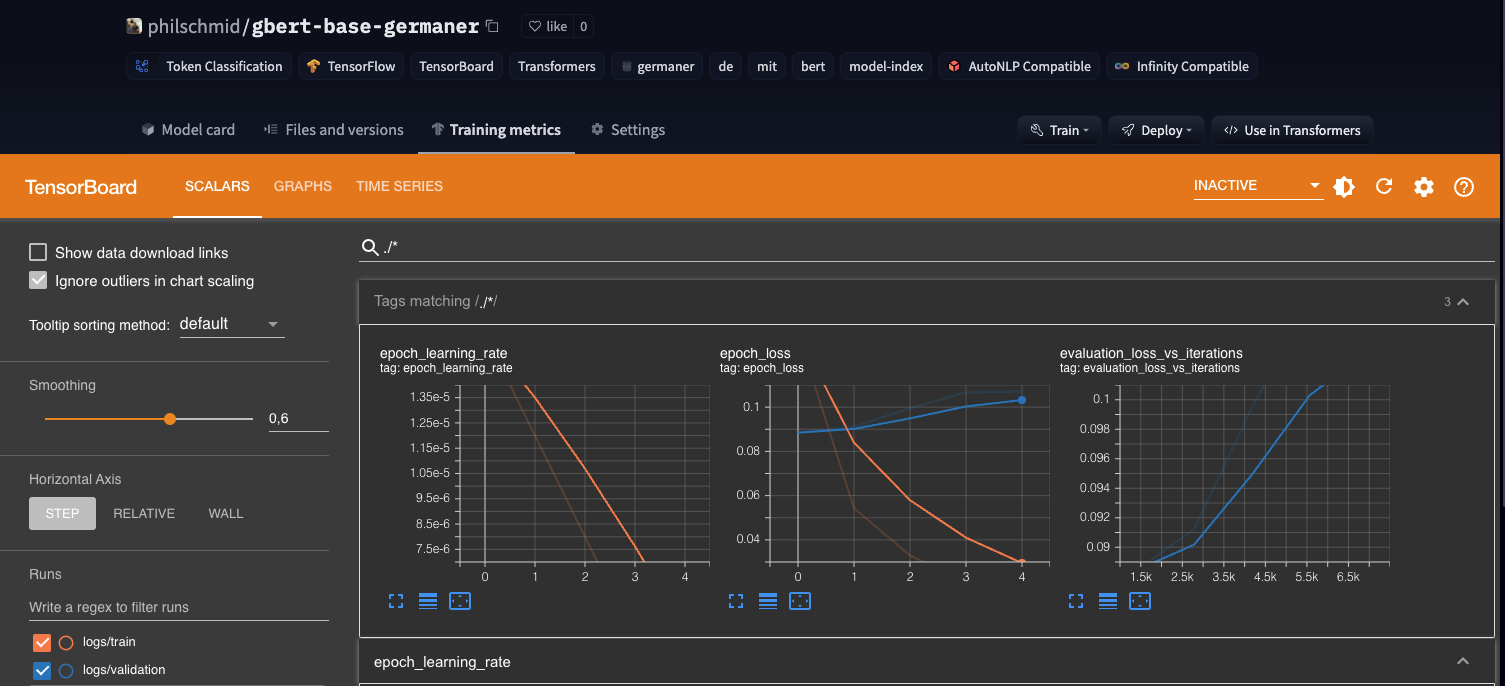 philschmid/gbert-base-germaner like 0
Token Classification TensorFlow TensorBoard Transformers germaner de mit bert model-index AutoNLP Compatible Infinity Compatible
Model card Files and versions Training metrics Settings Train Deploy </> Use in Transformers
TensorBoard SCALARS GRAPHS TIME SERIES INACTIVE
Show data download links
Ignore outliers in chart scaling
Tooltip sorting method: default
Smoothing
0,6
Horizontal Axis
STEP RELATIVE WALL
Runs
Write a regex to filter runs
logs/train
logs/validation
./*
Tags matching /./*/ 3
epoch_learning_rate
tag: epoch_learning_rate
1.35e-5
1.25e-5
1.15e-5
1.05e-5
9.5e-6
8.5e-6
7.5e-6
0 1 2 3 4
epoch_loss
tag: epoch_loss
0.1
0.08
0.06
0.04
0 1 2 3 4
evaluation_loss_vs_iterations
tag: evaluation_loss_vs_iterations
0.1
0.098
0.096
0.094
0.092
0.09
1.5k 2.5k 3.5k 4.5k 5.5k 6.5k
epoch_learning_rate